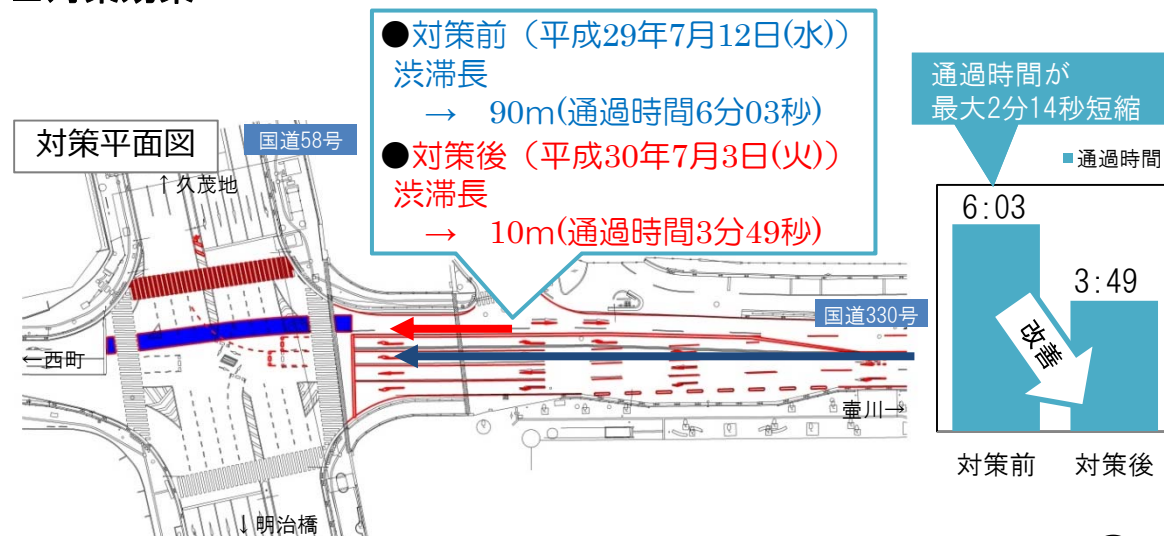 ●対策前（平成29年7月12日(水)）
渋滞長
→ 90m(通過時間6分03秒)
●対策後（平成30年7月3日(火)）
渋滞長
→ 10m(通過時間3分49秒)
通過時間が
最大2分14秒短縮
対策平面図
国道58号
↑久茂地
■通過時間
6:03
3:49
改善
国道330号
←西町
壷川→
↓明治橋
対策前
対策後